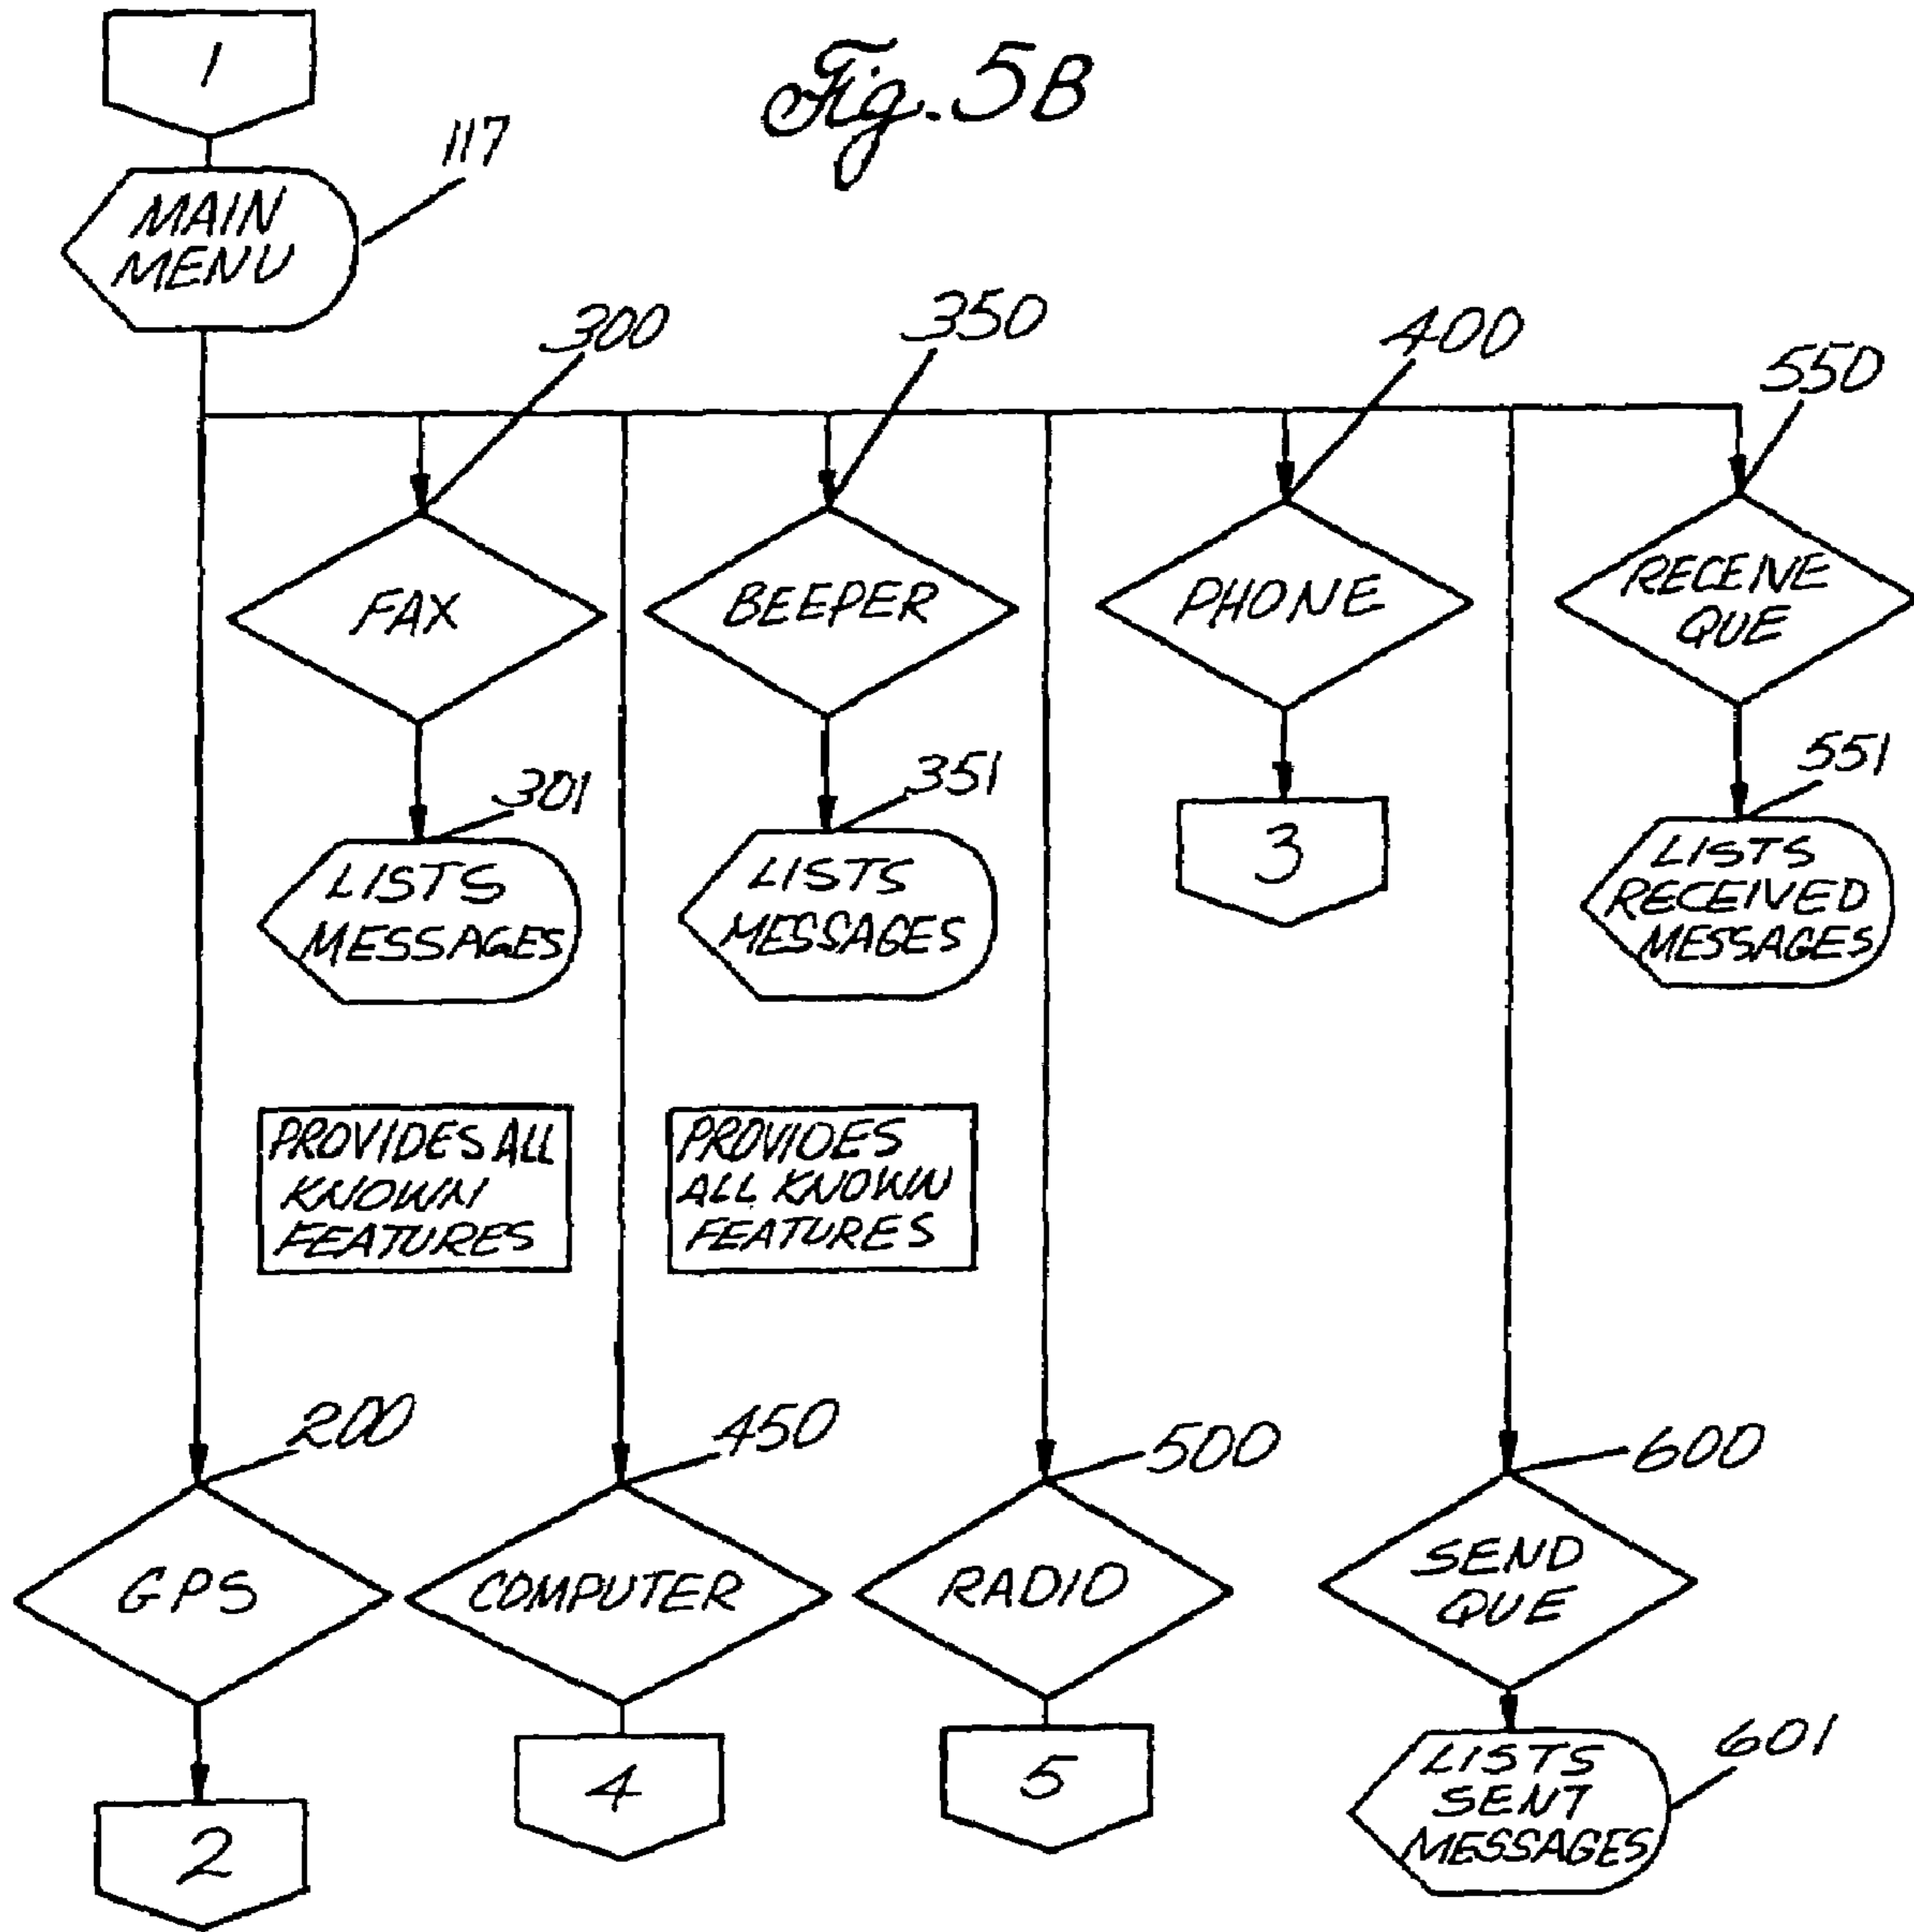 1
Fig. 5B
117
MAIN
MENU
300
350
400
550
FAX
BEEPER
PHONE
RECEIVE
QUE
301
351
551
LISTS
MESSAGES
LISTS
MESSAGES
3
LISTS
RECEIVED
MESSAGES
PROVIDES ALL
KNOWN
FEATURES
PROVIDES
ALL KNOWN
FEATURES
200
450
500
600
GPS
COMPUTER
RADIO
SEND
QUE
2
4
5
601
LISTS
SENT
MESSAGES